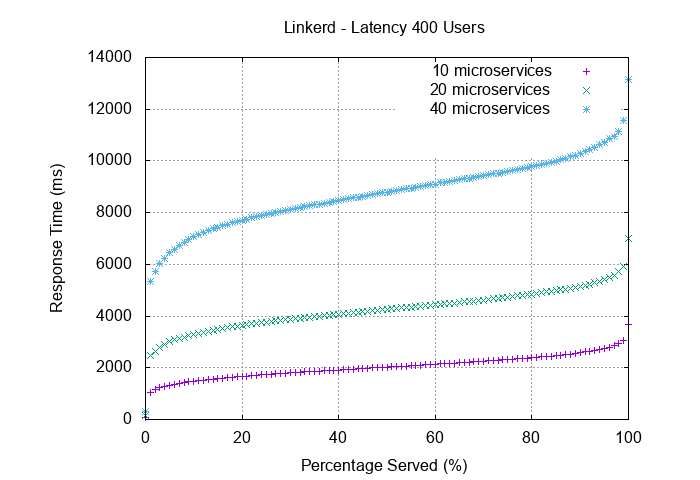 Linkerd - Latency 400 Users
14000
12000
10000
8000
6000
4000
2000
0
Response Time (ms)
10 microservices
20 microservices
40 microservices
0 20 40 60 80 100
Percentage Served (%)